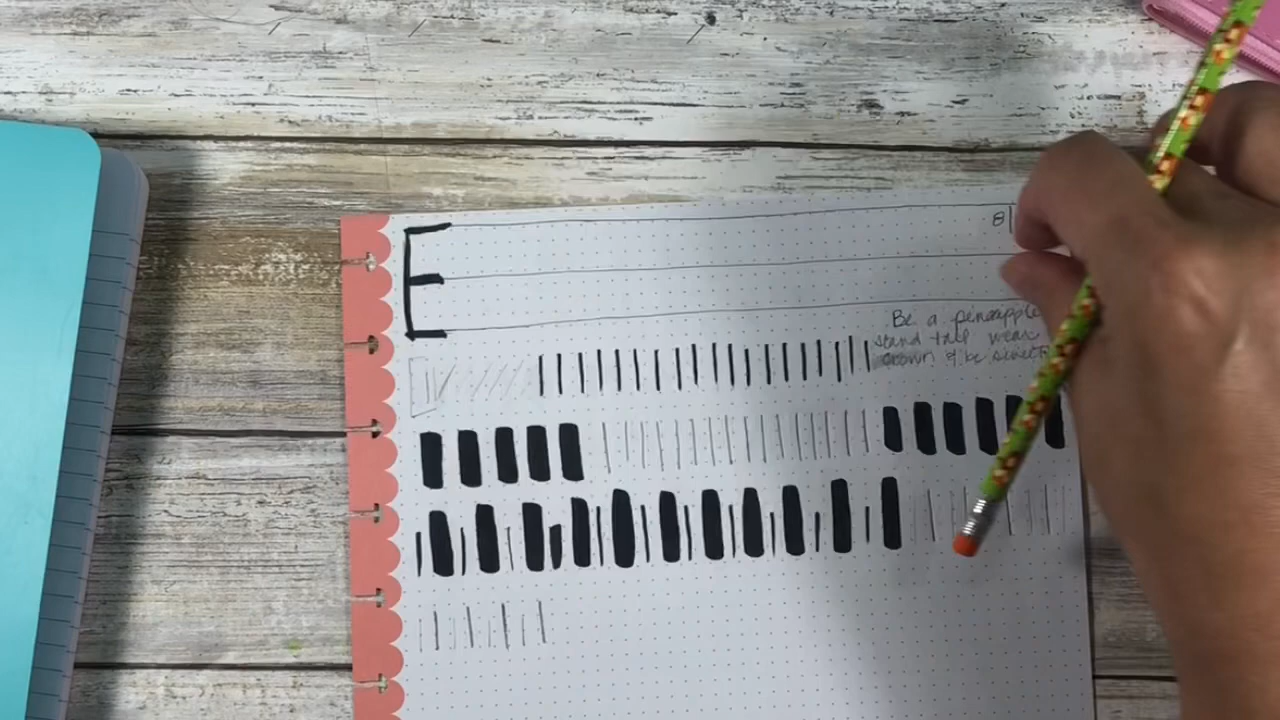 E
8
Be a pineapple
stand tall wear
crown & be sweet